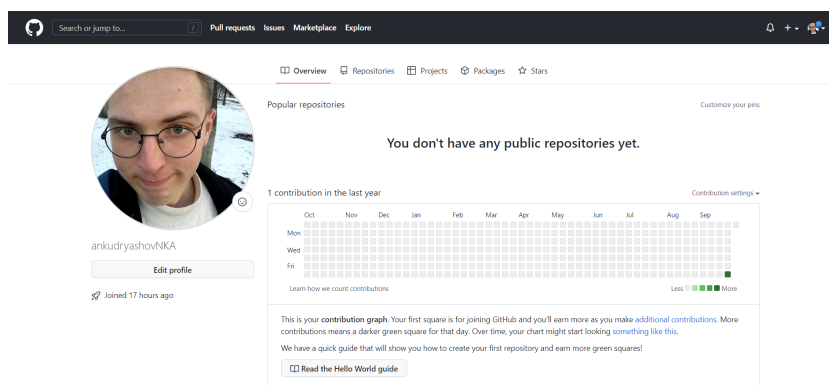 Search or jump to... /
Pull requests Issues Marketplace Explore
Overview Repositories Projects Packages Stars
Popular repositories
Customize your pins
You don't have any public repositories yet.
1 contribution in the last year
Contribution settings
Oct Nov Dec Jan Feb Mar Apr May Jun Jul Aug Sep
Mon
Wed
Fri
Learn how we count contributions
Less More
ankudryashovNKA
Edit profile
Joined 17 hours ago
This is your contribution graph. Your first square is for joining GitHub and you'll earn more as you make additional contributions. More
contributions means a darker green square for that day. Over time, your chart might start looking something like this.
We have a quick guide that will show you how to create your first repository and earn more green squares!
Read the Hello World guide